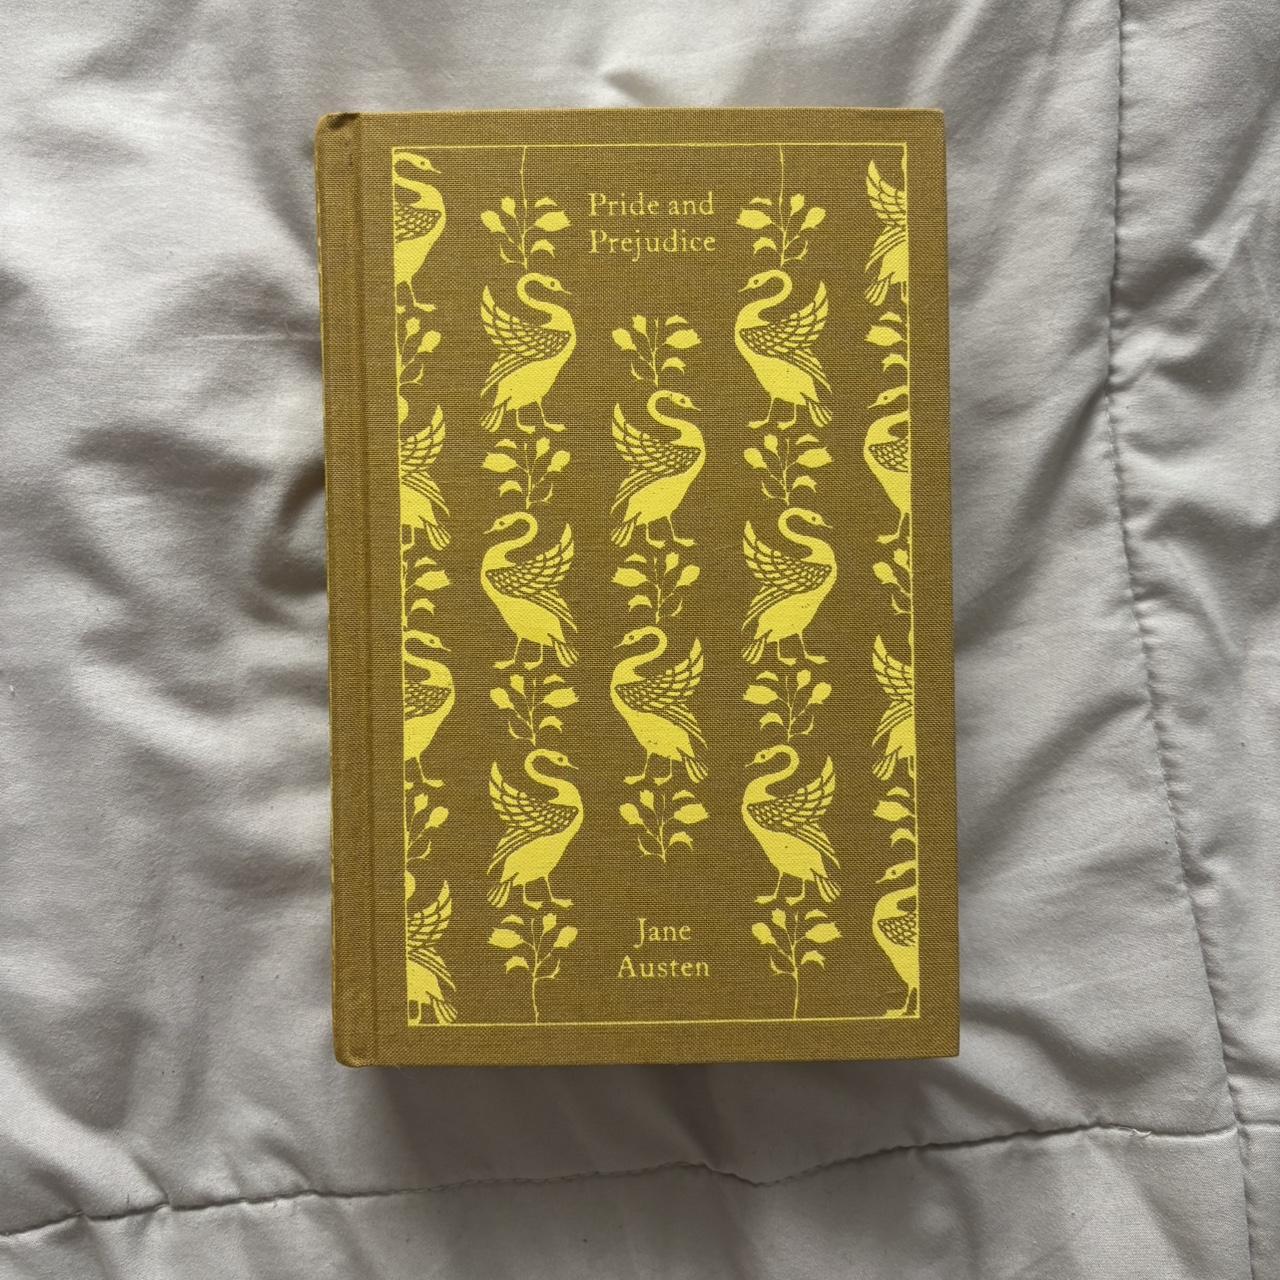 Pride and
Prejudice
Jane
Austen